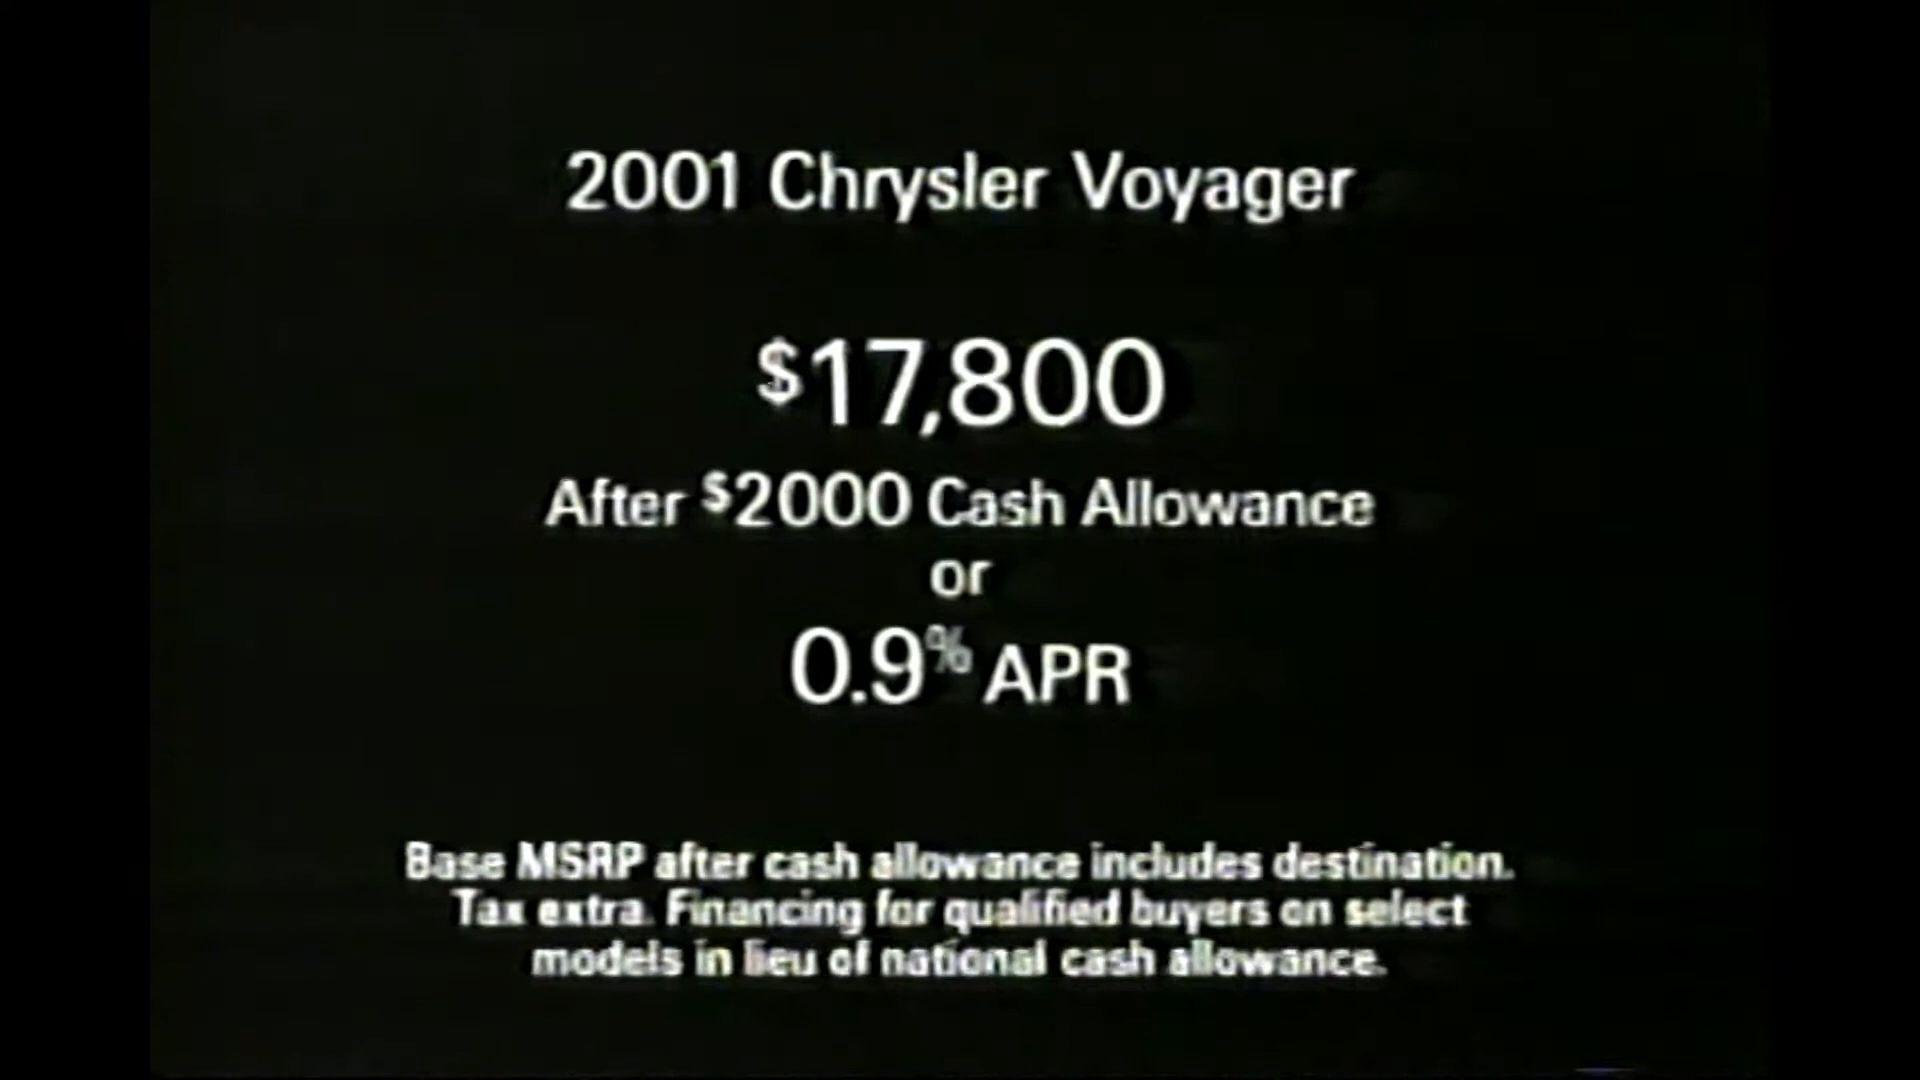 2001 Chrysler Voyager
$17,800
After $2000 Cash Allowance
or
0.9% APR
Base MSRP after cash allowance includes destination.
Tax extra. Financing for qualified buyers on select
models in lieu of national cash allowance.